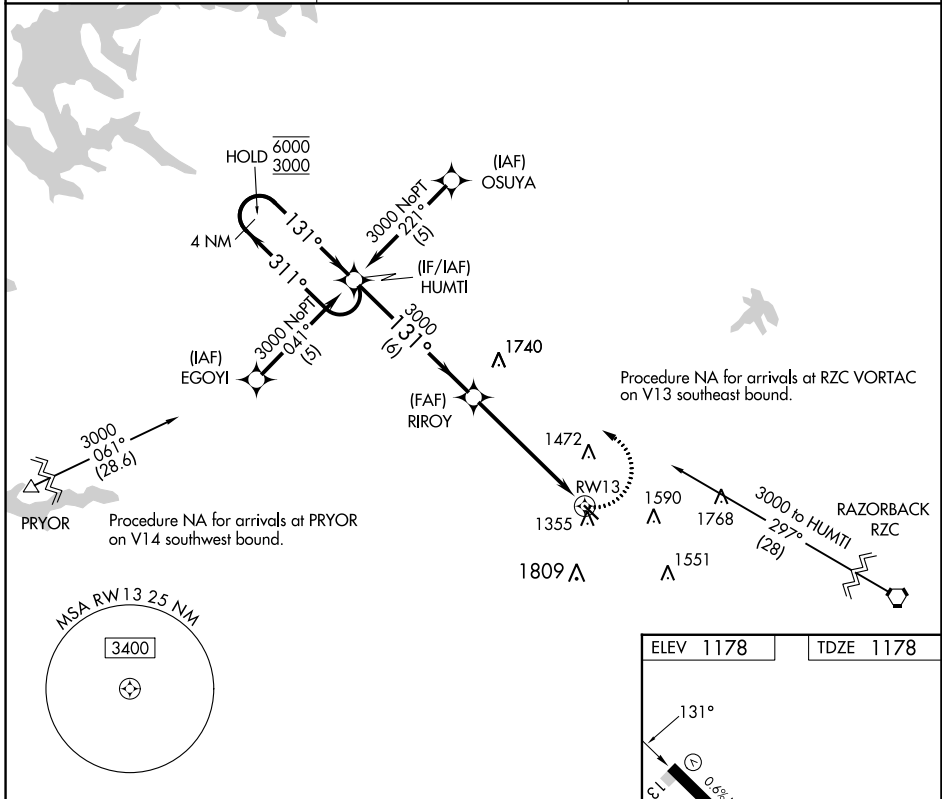 HOLD 6000
3000
(IAF)
OSUYA
3000 NoPT
221°
(5)
131°
4 NM
311°
(IF/IAF)
HUMTI
3000 NoPT
041°
(5)
3000
131°
(6)
(IAF)
EGOYI
1740
(FAF)
RIROY
Procedure NA for arrivals at RZC VORTAC
on V13 southeast bound.
3000
061°
(28.6)
1472
RW13
1355
1590
1768
3000 to HUMTI
297°
(28)
RAZORBACK
RZC
PRYOR
Procedure NA for arrivals at PRYOR
on V14 southwest bound.
1809
1551
MSA RW13 25 NM
3400
ELEV 1178
TDZE 1178
131°
V
13
0.6%